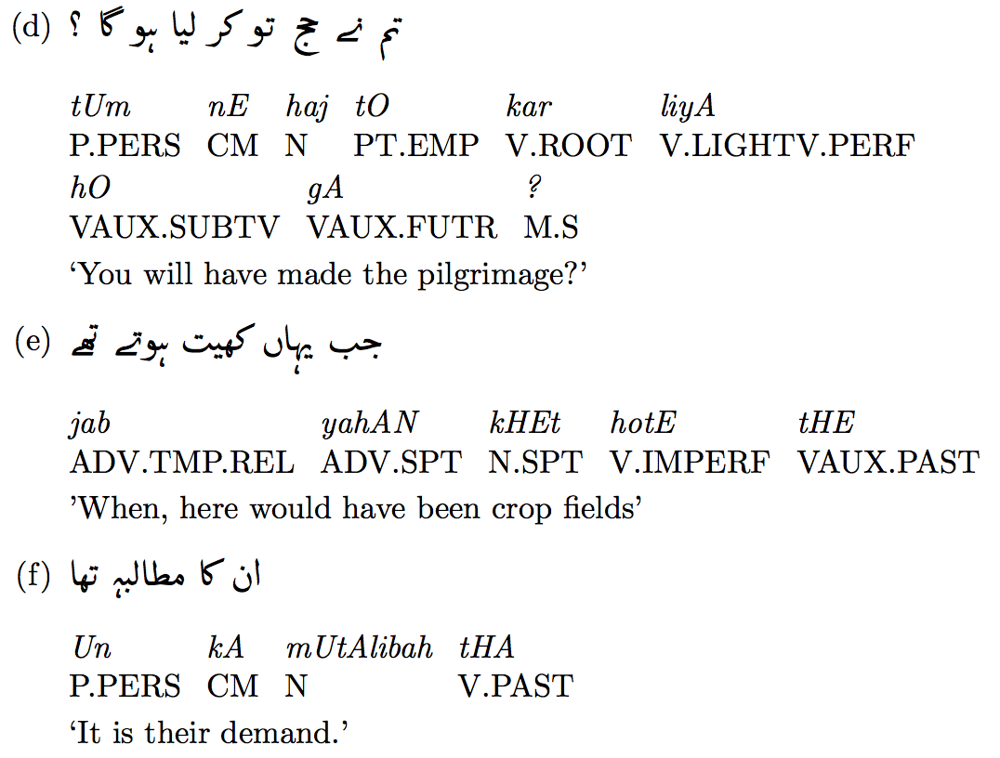 (d) تم نے حج تو کر لیا ہو گا ؟
tUm nE haj tO kar liyA
P.PERS CM N PT.EMP V.ROOT V.LIGHTV.PERF
hO gA ?
VAUX.SUBTV VAUX.FUTR M.S
‘You will have made the pilgrimage?’
(e) جب یہاں کھیت ہوتے تھے
jab yahAN kHEt hotE tHE
ADV.TMP.REL ADV.SPT N.SPT V.IMPERF VAUX.PAST
’When, here would have been crop fields’
(f) ان کا مطالبہ تھا
Un kA mUtAlibah tHA
P.PERS CM N V.PAST
‘It is their demand.’